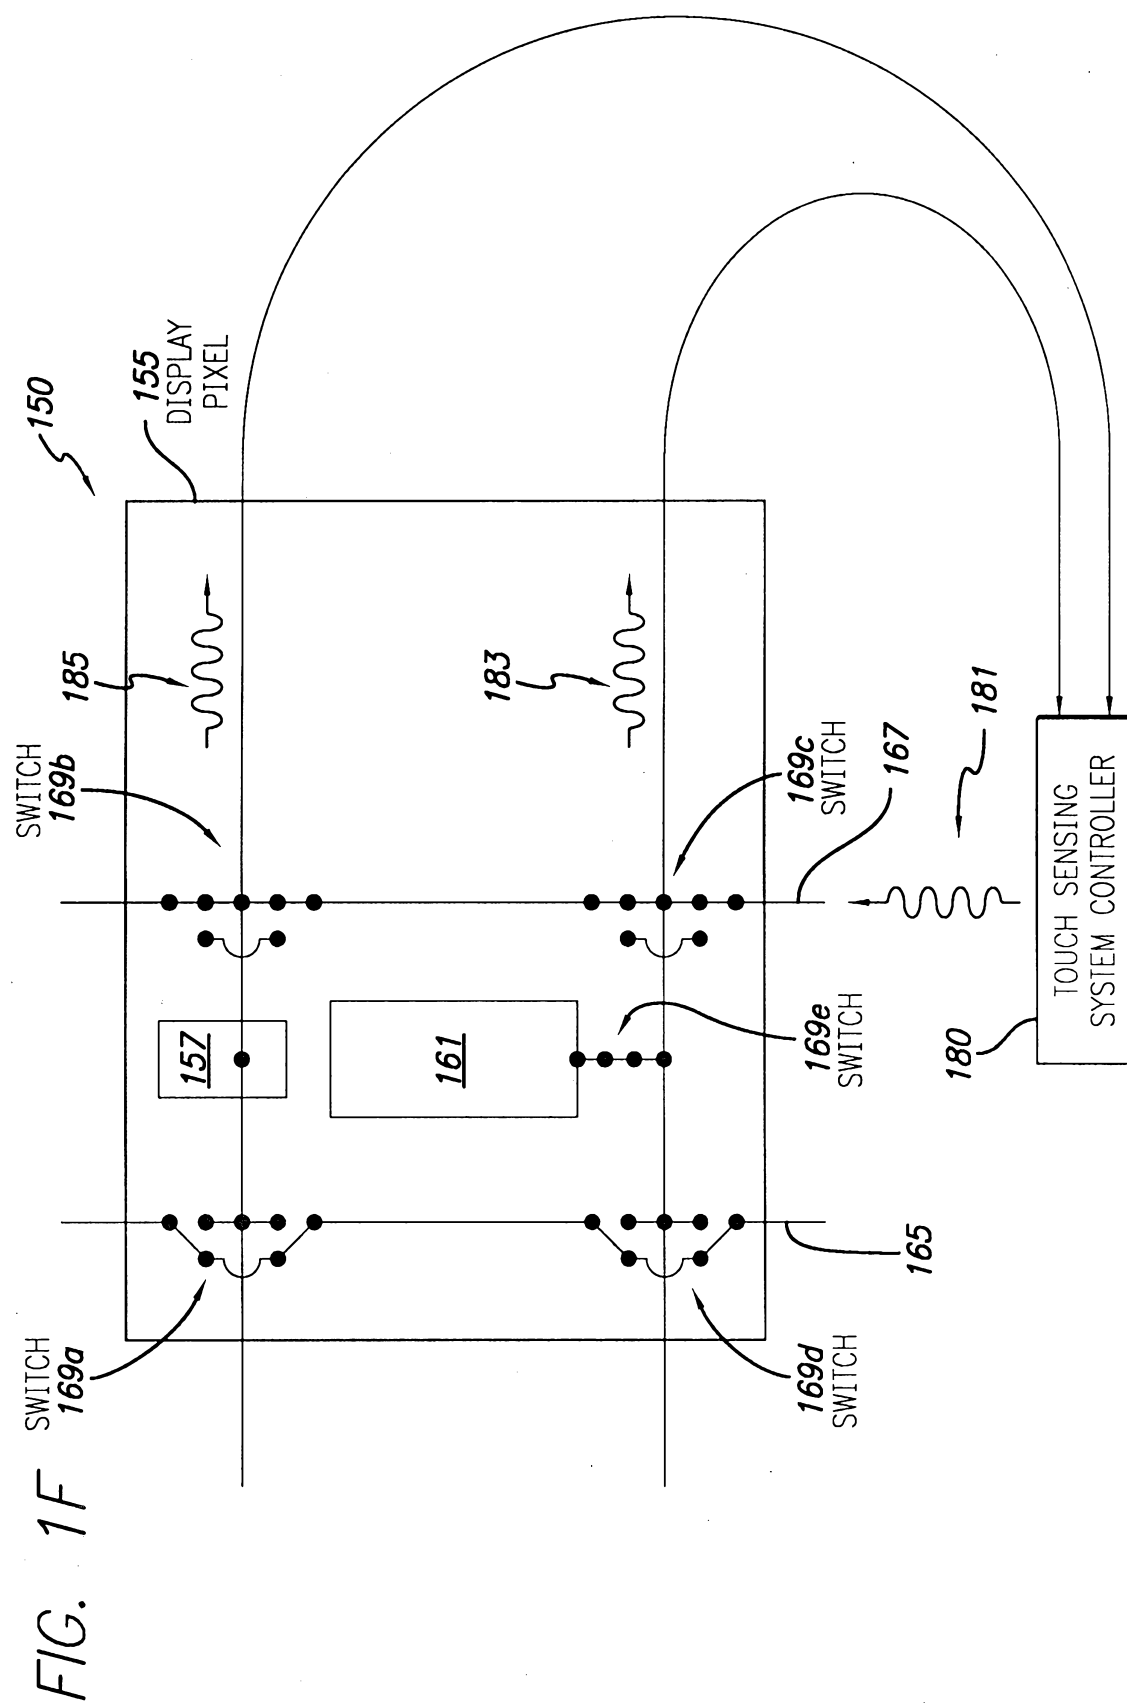 FIG. 1F
150
155
DISPLAY
PIXEL
SWITCH
169a
SWITCH
169b
185
157
161
183
169e
SWITCH
169d
SWITCH
169c
SWITCH
165
167
181
180
TOUCH SENSING
SYSTEM CONTROLLER